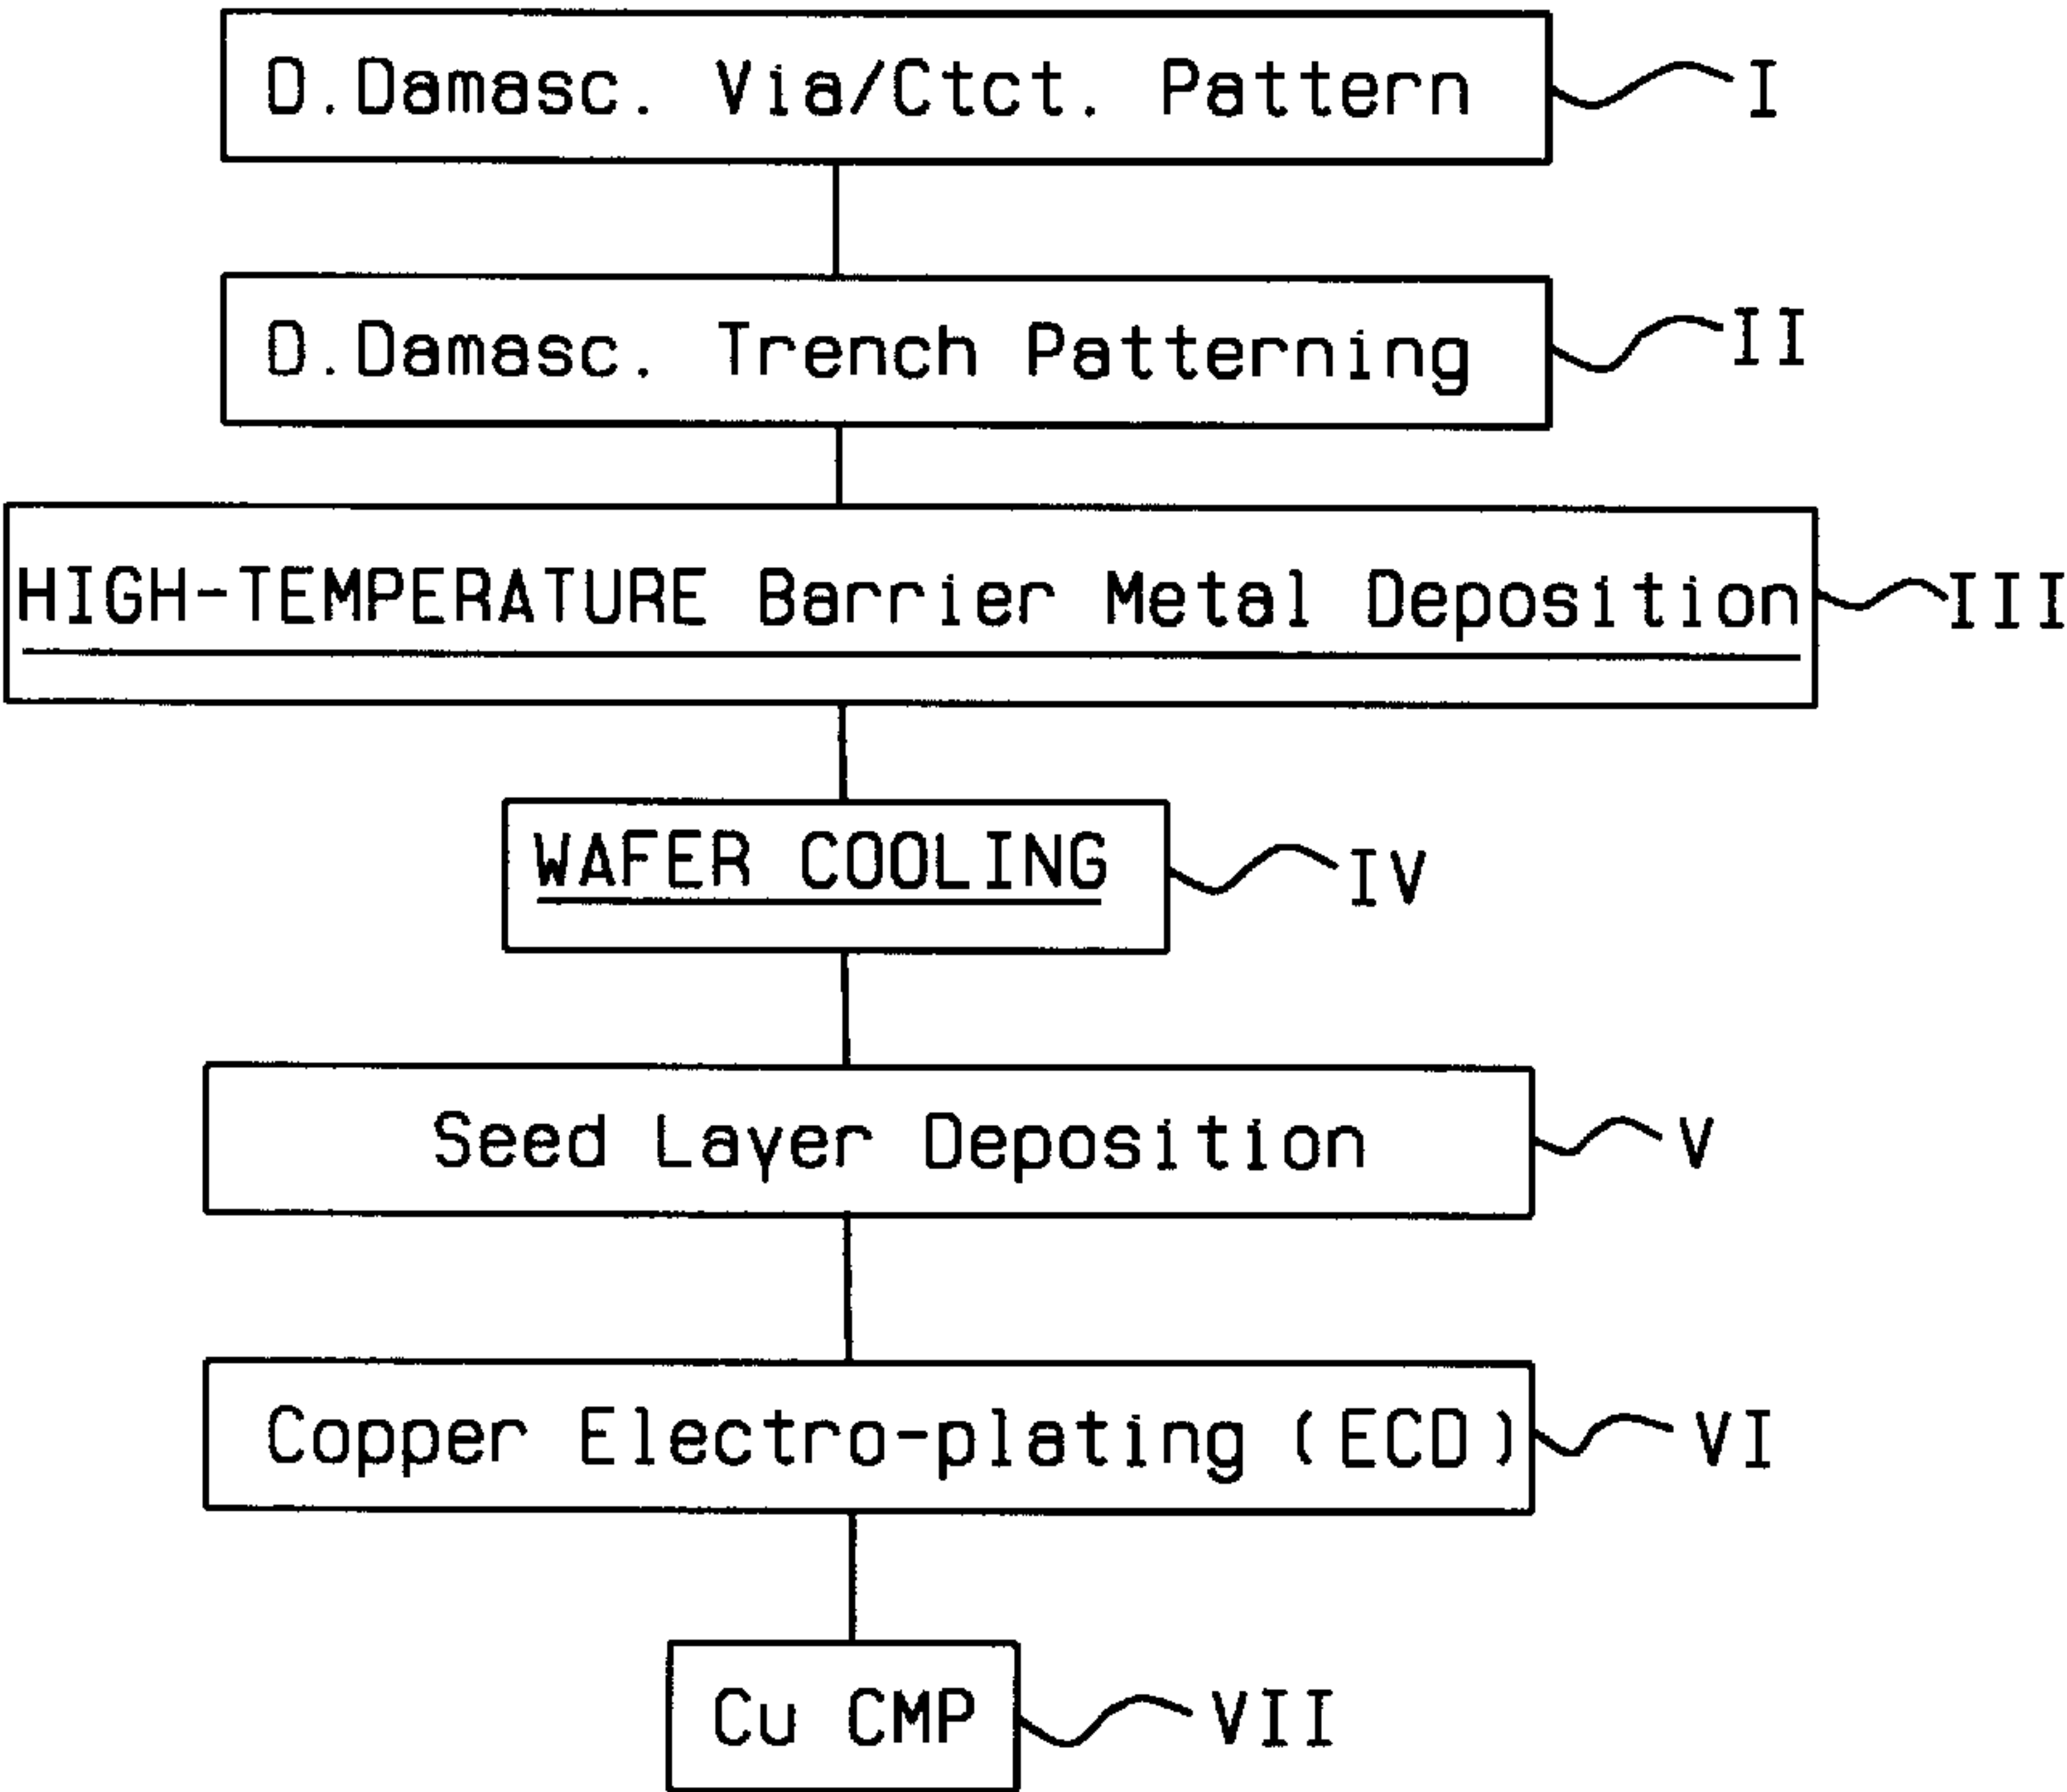 D.Damasc. Via/Ctct. Pattern I
D.Damasc. Trench Patterning II
HIGH-TEMPERATURE Barrier Metal Deposition III
WAFER COOLING IV
Seed Layer Deposition V
Copper Electro-plating (ECD) VI
Cu CMP VII